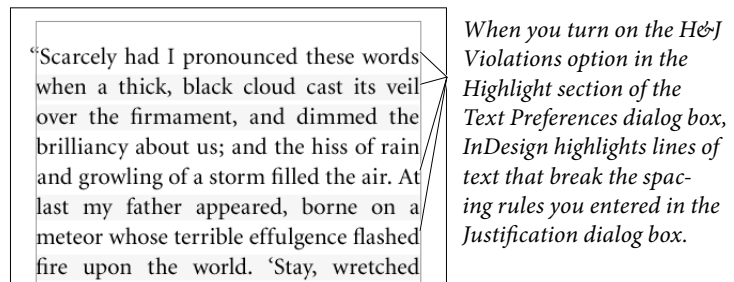 “Scarcely had I pronounced these words
when a thick, black cloud cast its veil
over the firmament, and dimmed the
brilliancy about us; and the hiss of rain
and growling of a storm filled the air. At
last my father appeared, borne on a
meteor whose terrible effulgence flashed
fire upon the world. ‘Stay, wretched
When you turn on the H&J
Violations option in the
Highlight section of the
Text Preferences dialog box,
InDesign highlights lines of
text that break the spac-
ing rules you entered in the
Justification dialog box.